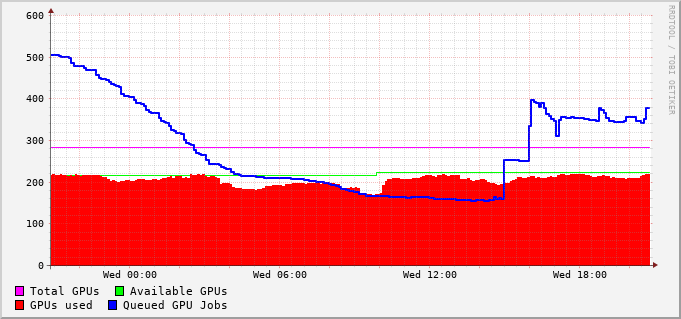 600
500
400
300
200
100
0
Wed 00:00 Wed 06:00 Wed 12:00 Wed 18:00
Total GPUs Available GPUs
GPUs used Queued GPU Jobs
RRDTOOL / TOBI OETIKER